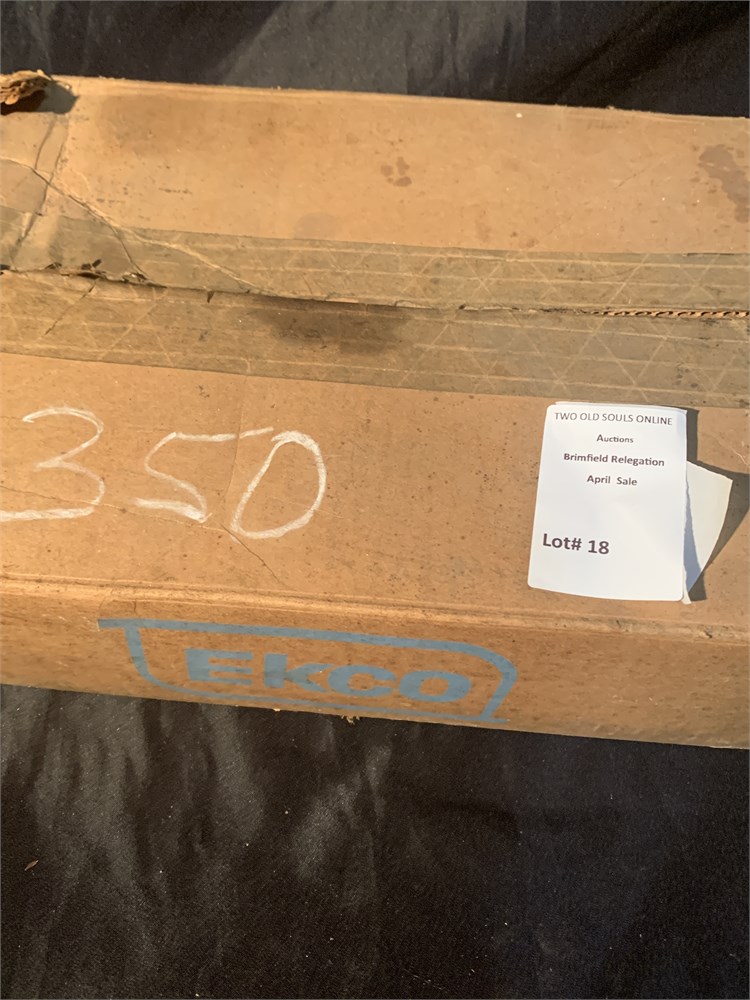 350
TWO OLD SOULS ONLINE
Auctions
Brimfield Relegation
April Sale
Lot# 18
EKCO